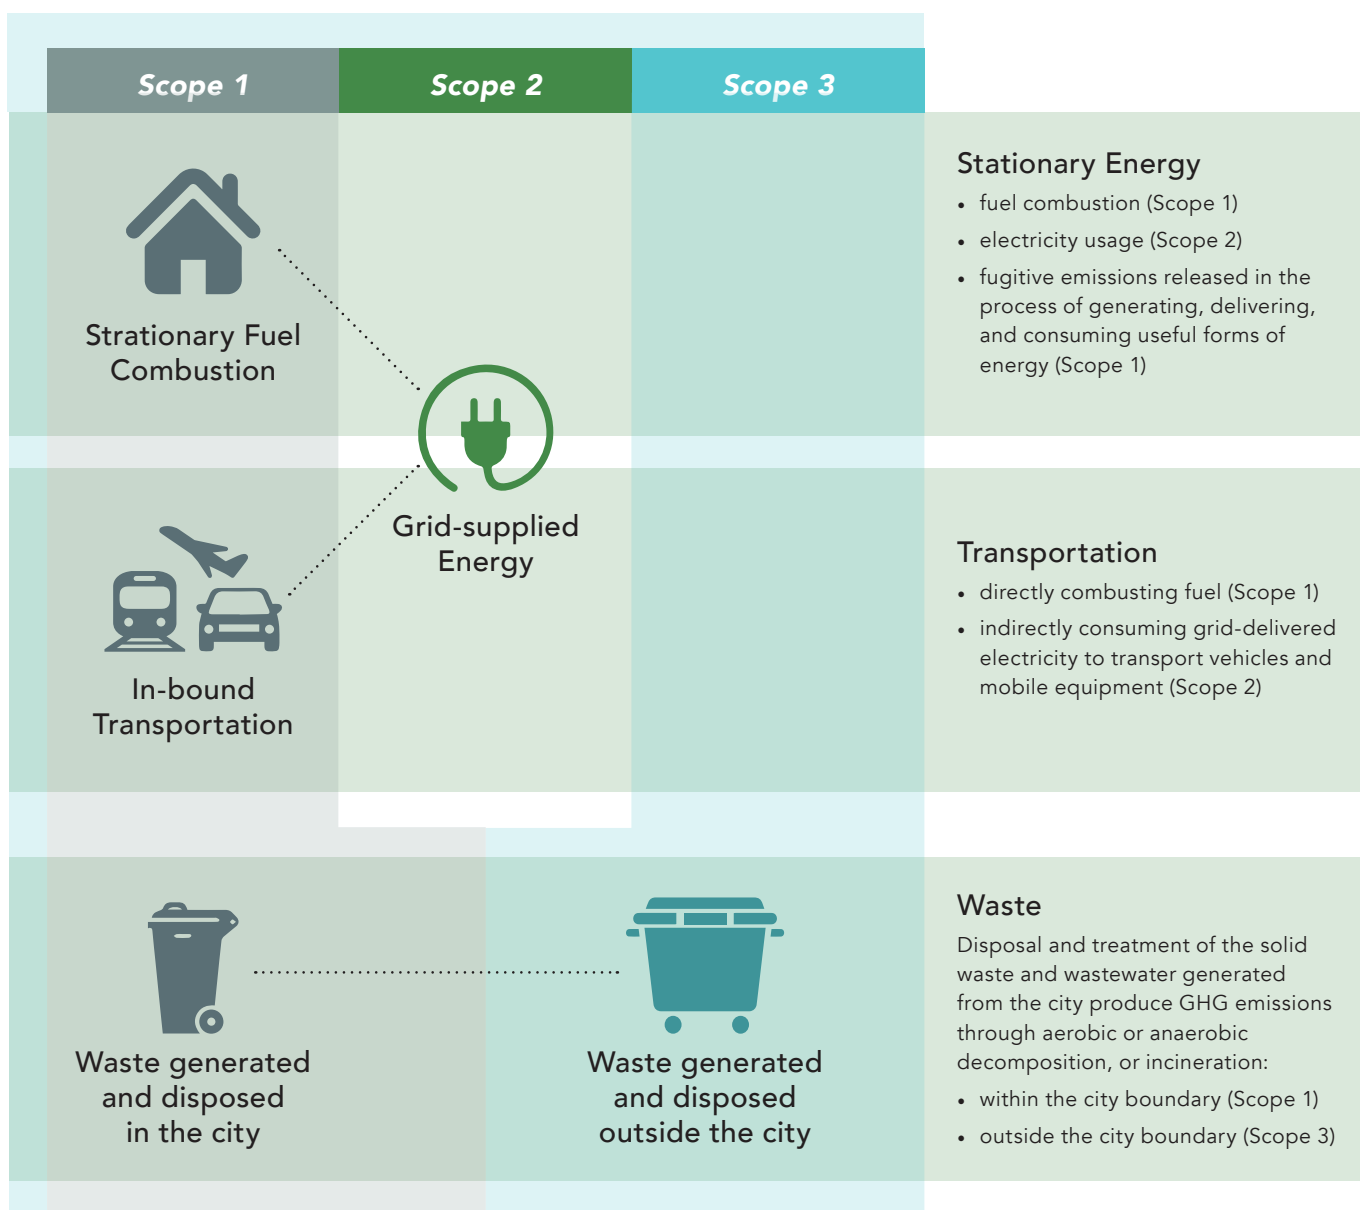 Scope 1
Scope 2
Scope 3
Strationary Fuel
Combustion
Grid-supplied
Energy
In-bound
Transportation
Waste generated
and disposed
in the city
Waste generated
and disposed
outside the city
Stationary Energy
• fuel combustion (Scope 1)
• electricity usage (Scope 2)
• fugitive emissions released in the
process of generating, delivering,
and consuming useful forms of
energy (Scope 1)
Transportation
• directly combusting fuel (Scope 1)
• indirectly consuming grid-delivered
electricity to transport vehicles and
mobile equipment (Scope 2)
Waste
Disposal and treatment of the solid
waste and wastewater generated
from the city produce GHG emissions
through aerobic or anaerobic
decomposition, or incineration:
• within the city boundary (Scope 1)
• outside the city boundary (Scope 3)